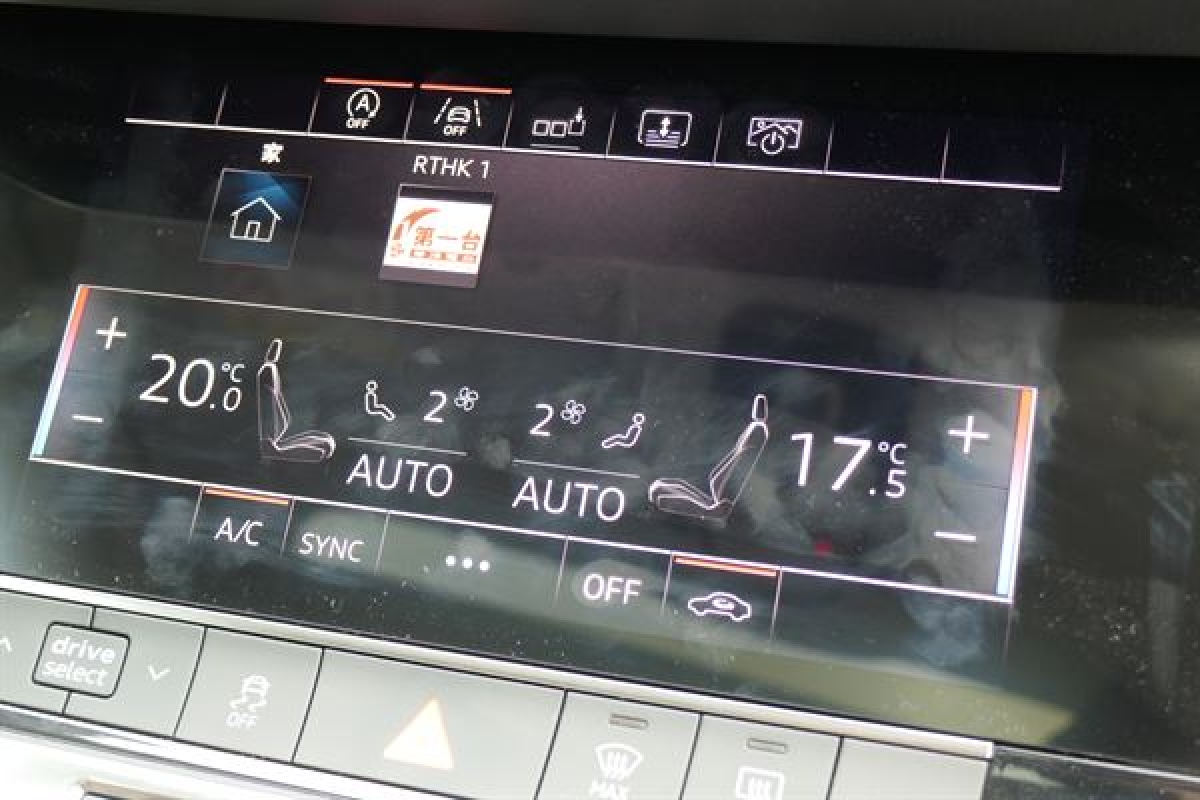 A
OFF
OFF
家
RTHK 1
第一台
20.0 °C
2
2
17.5 °C
AUTO
AUTO
A/C
SYNC
OFF
drive
select
OFF
MAX